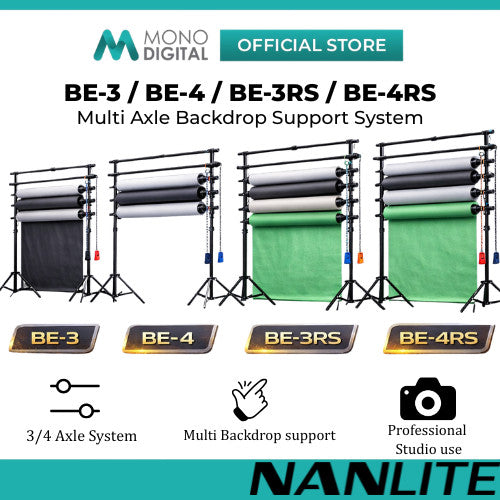 MONO
DIGITAL
OFFICIAL STORE
BE-3 / BE-4 / BE-3RS / BE-4RS
Multi Axle Backdrop Support System
BE-3
BE-4
BE-3RS
BE-4RS
3/4 Axle System
Multi Backdrop support
Professional
Studio use
NANLITE